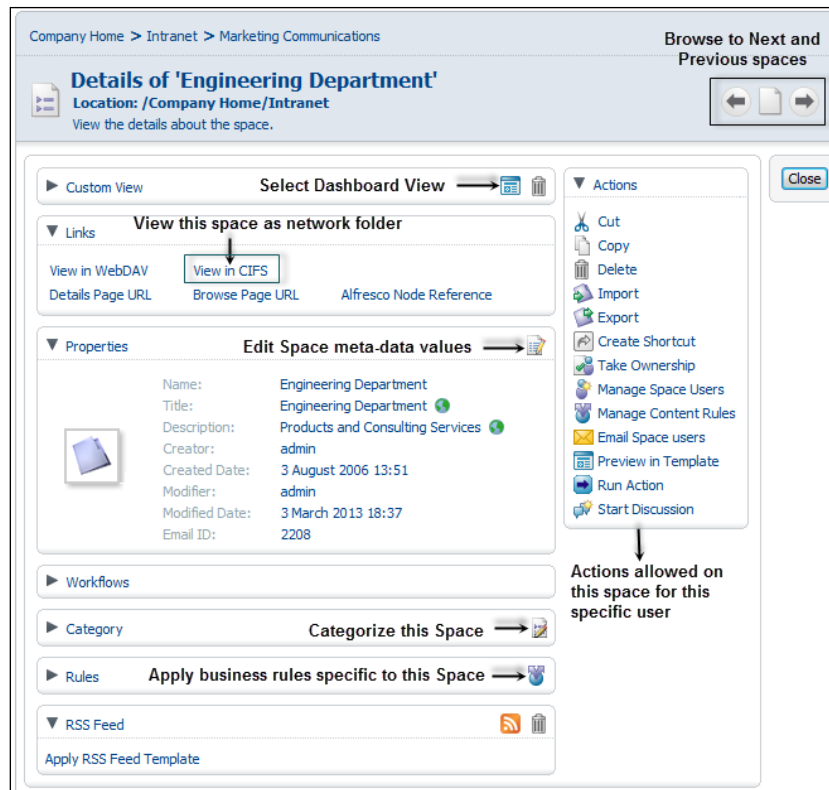 Company Home > Intranet > Marketing Communications
Browse to Next and
Previous spaces
Details of 'Engineering Department'
Location: /Company Home/Intranet
View the details about the space.
Custom View
Select Dashboard View
Links
View this space as network folder
View in WebDAV View in CIFS
Details Page URL Browse Page URL Alfresco Node Reference
Properties
Edit Space meta-data values
Name: Engineering Department
Title: Engineering Department
Description: Products and Consulting Services
Creator: admin
Created Date: 3 August 2006 13:51
Modifier: admin
Modified Date: 3 March 2013 18:37
Email ID: 2208
Workflows
Category
Categorize this Space
Rules
Apply business rules specific to this Space
RSS Feed
Apply RSS Feed Template
Actions
Cut
Copy
Delete
Import
Export
Create Shortcut
Take Ownership
Manage Space Users
Manage Content Rules
Email Space users
Preview in Template
Run Action
Start Discussion
Actions allowed on
this space for this
specific user
Close